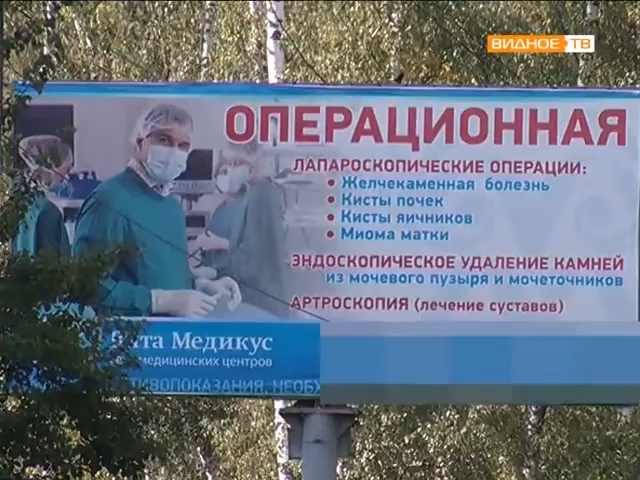 ВИДНОЕ ТВ
ОПЕРАЦИОННАЯ
ЛАПАРОСКОПИЧЕСКИЕ ОПЕРАЦИИ:
• Желчекаменная болезнь
• Кисты почек
• Кисты яичников
• Миома матки
ЭНДОСКОПИЧЕСКОЕ УДАЛЕНИЕ КАМНЕЙ
из мочевого пузыря и мочеточников
АРТРОСКОПИЯ (лечение суставов)
Медикус
медицинских центров